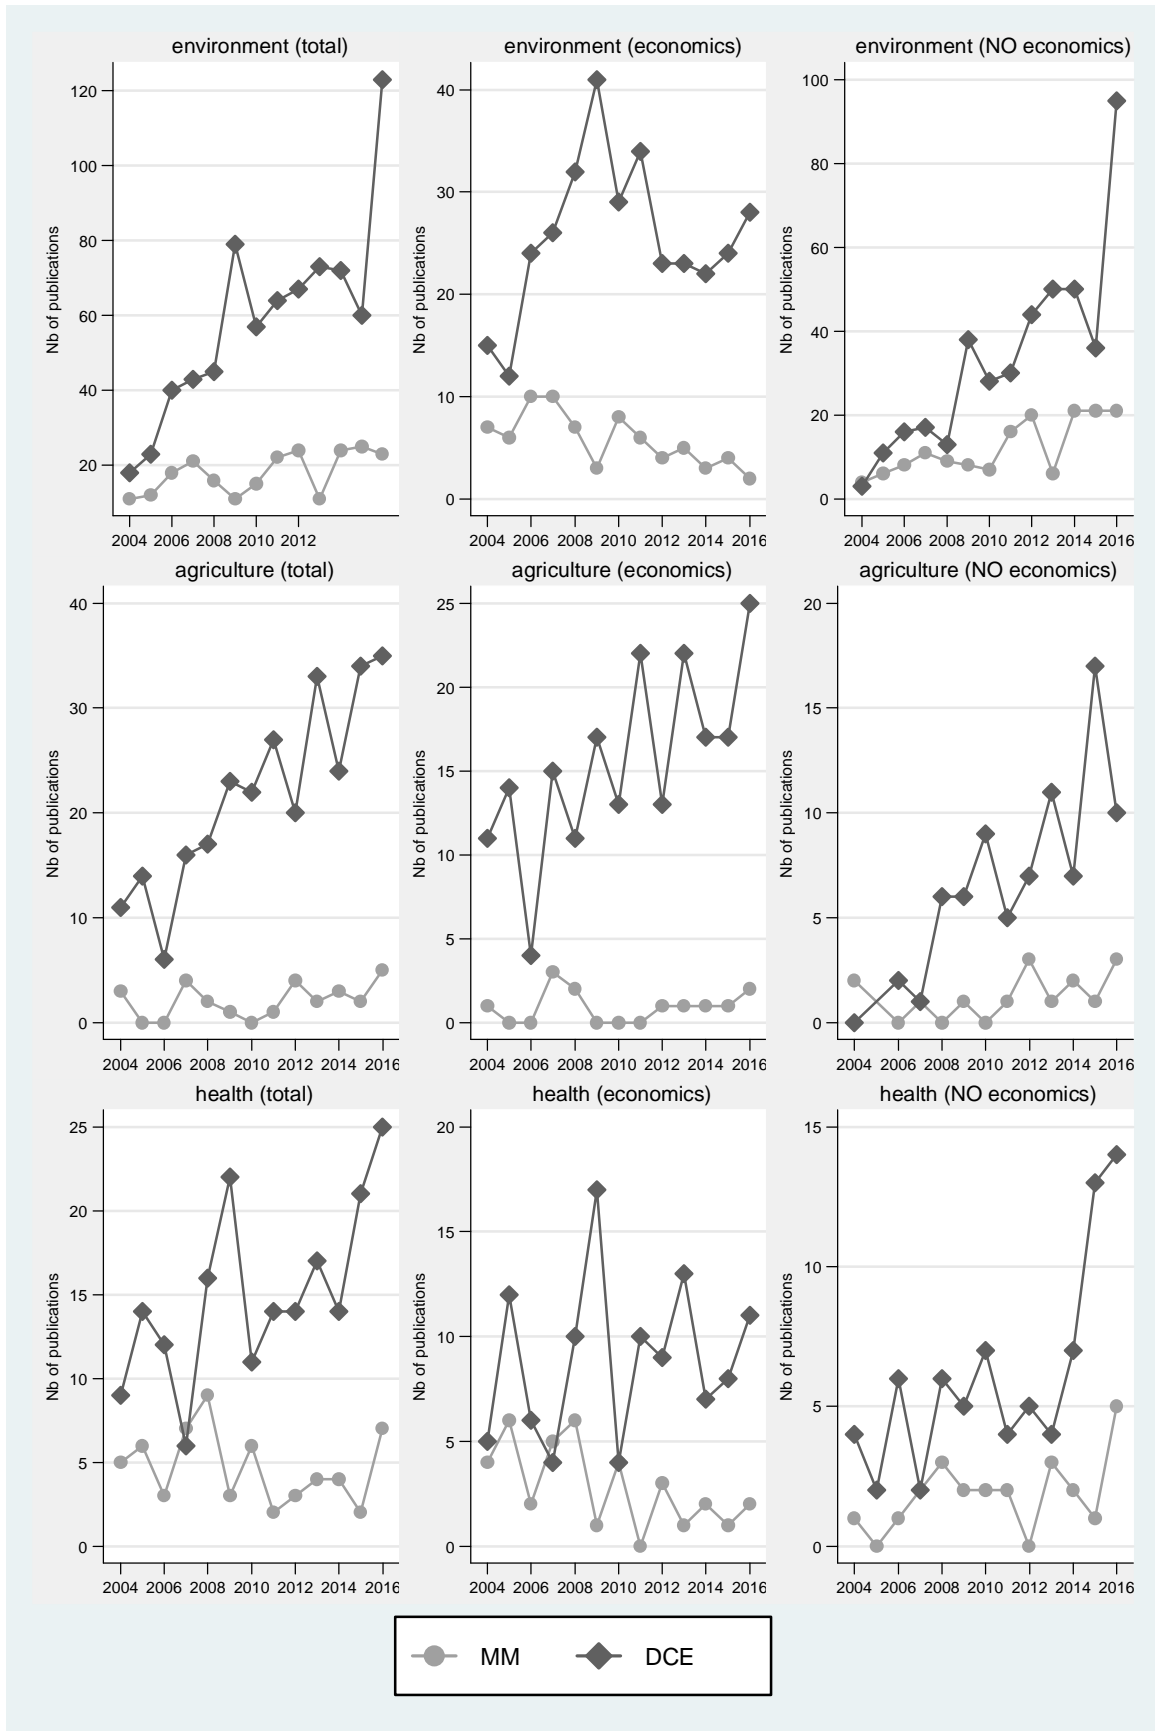 environment (total)
120
100
80
60
40
20
Nb of publications
2004 2006 2008 2010 2012
environment (economics)
40
30
20
10
0
Nb of publications
2004 2006 2008 2010 2012 2014 2016
environment (NO economics)
100
80
60
40
20
0
Nb of publications
2004 2006 2008 2010 2012 2014 2016
agriculture (total)
40
30
20
10
0
Nb of publications
2004 2006 2008 2010 2012 2014 2016
agriculture (economics)
25
20
15
10
5
0
Nb of publications
2004 2006 2008 2010 2012 2014 2016
agriculture (NO economics)
20
15
10
5
0
Nb of publications
2004 2006 2008 2010 2012 2014 2016
health (total)
25
20
15
10
5
0
Nb of publications
2004 2006 2008 2010 2012 2014 2016
health (economics)
20
15
10
5
0
Nb of publications
2004 2006 2008 2010 2012 2014 2016
health (NO economics)
15
10
5
0
Nb of publications
2004 2006 2008 2010 2012 2014 2016
MM DCE